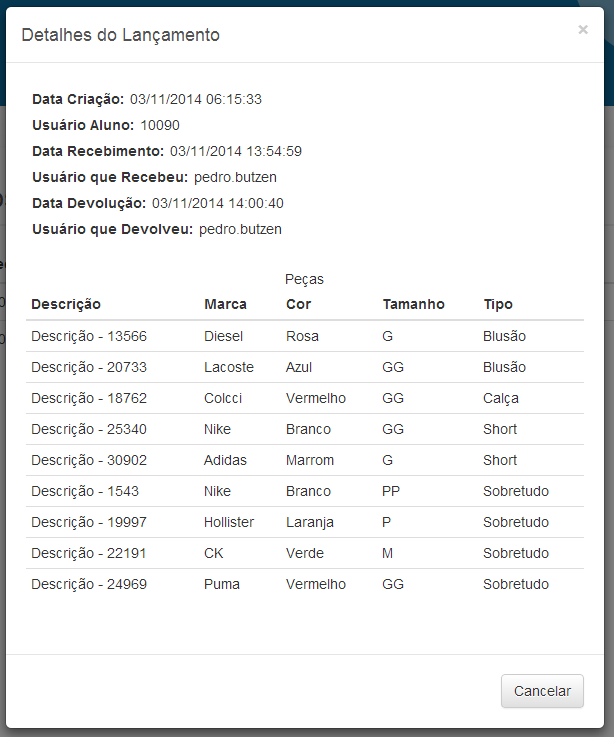 Detalhes do Lançamento ×
Data Criação: 03/11/2014 06:15:33
Usuário Aluno: 10090
Data Recebimento: 03/11/2014 13:54:59
Usuário que Recebeu: pedro.butzen
Data Devolução: 03/11/2014 14:00:40
Usuário que Devolveu: pedro.butzen
Peças
Descrição Marca Cor Tamanho Tipo
Descrição - 13566 Diesel Rosa G Blusão
Descrição - 20733 Lacoste Azul GG Blusão
Descrição - 18762 Colcci Vermelho GG Calça
Descrição - 25340 Nike Branco GG Short
Descrição - 30902 Adidas Marrom G Short
Descrição - 1543 Nike Branco PP Sobretudo
Descrição - 19997 Hollister Laranja P Sobretudo
Descrição - 22191 CK Verde M Sobretudo
Descrição - 24969 Puma Vermelho GG Sobretudo
Cancelar